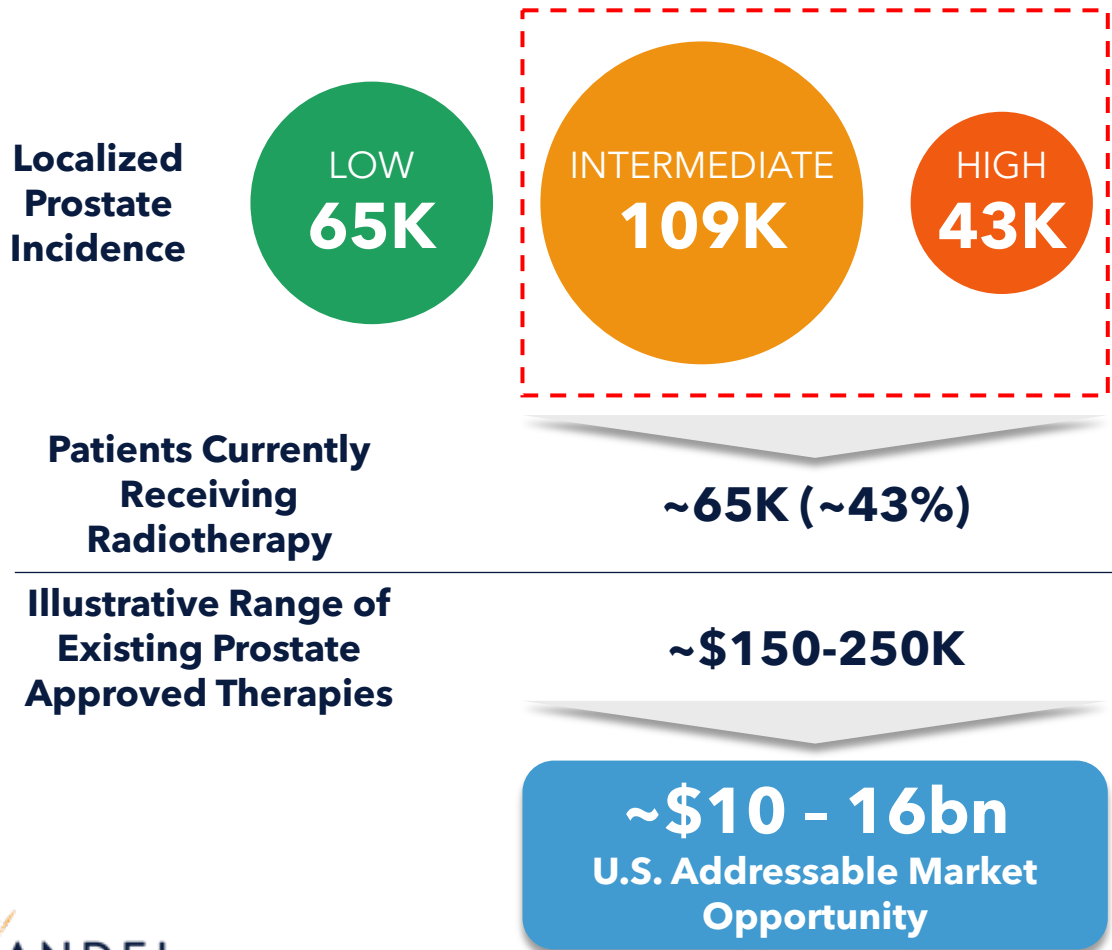 Localized
Prostate
Incidence
LOW
65K
INTERMEDIATE
109K
HIGH
43K
Patients Currently
Receiving
Radiotherapy
~65K (~43%)
Illustrative Range of
Existing Prostate
Approved Therapies
~$150-250K
~$10 – 16bn
U.S. Addressable Market
Opportunity